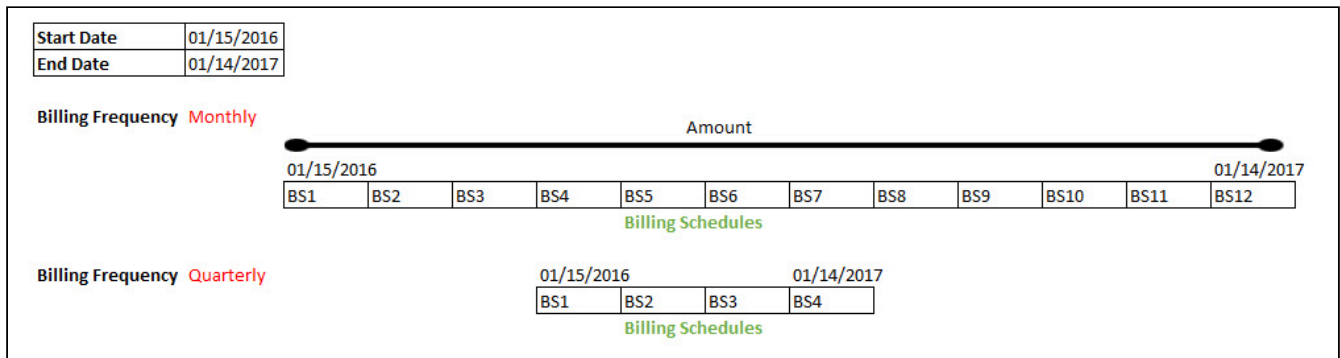 Start Date 01/15/2016
End Date 01/14/2017
Billing Frequency Monthly
Amount
01/15/2016 01/14/2017
BS1 BS2 BS3 BS4 BS5 BS6 BS7 BS8 BS9 BS10 BS11 BS12
Billing Schedules
Billing Frequency Quarterly 01/15/2016 01/14/2017
BS1 BS2 BS3 BS4
Billing Schedules